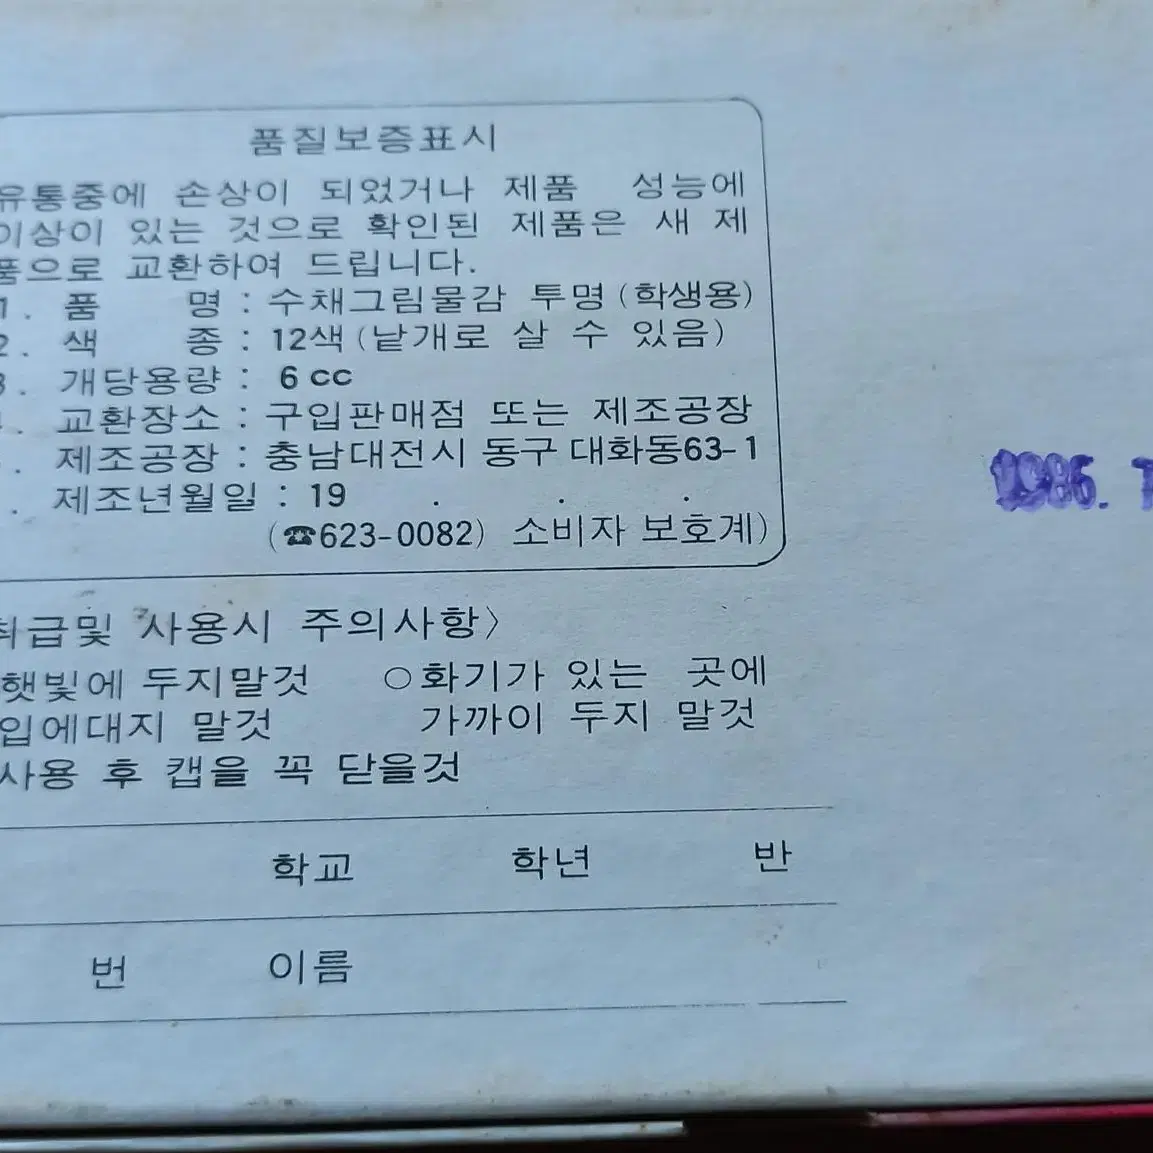 품질보증표시
유통중에 손상이 되었거나 제품 성능에
이상이 있는 것으로 확인된 제품은 새 제
품으로 교환하여 드립니다.
1. 품 명 : 수채그림물감 투명 (학생용)
2. 색 종 : 12색 (낱개로 살 수 있음)
3. 개당용량 : 6 cc
. 교환장소 : 구입판매점 또는 제조공장
. 제조공장 : 충남대전시 동구 대화동63-1
. 제조년월일 : 19 . . .
(☎623-0082) 소비자 보호계)
1986.
취급및 사용시 주의사항〉
햇빛에 두지말것 ○화기가 있는 곳에
입에대지 말것 가까이 두지 말것
사용 후 캡을 꼭 닫을것
학교 학년 반
번 이름